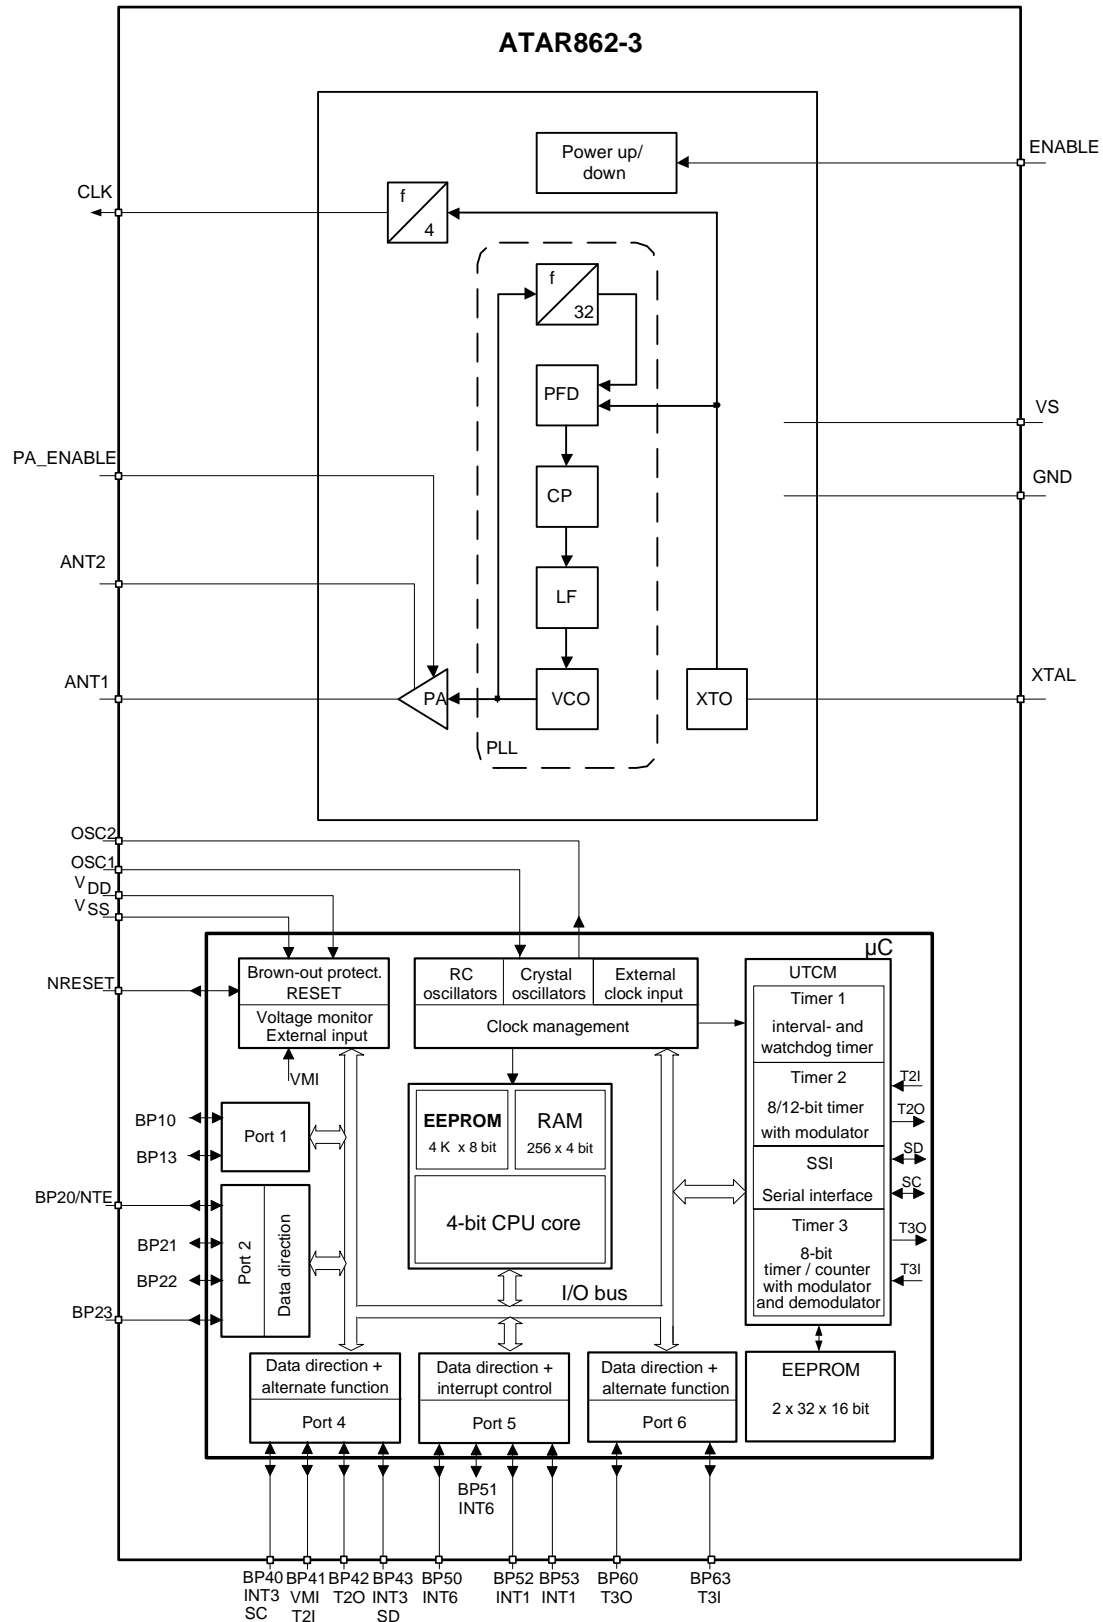 ATAR862-3
Power up/
down
ENABLE
CLK
f
4
f
32
PFD
VS
PA_ENABLE
GND
CP
ANT2
LF
ANT1
PA
VCO
XTO
XTAL
PLL
OSC2
OSC1
VDD
VSS
µC
NRESET
Brown-out protect.
RESET
Voltage monitor
External input
VMI
RC
oscillators
Crystal
oscillators
External
clock input
Clock management
UTCM
Timer 1
interval- and
watchdog timer
Timer 2
8/12-bit timer
with modulator
SSI
Serial interface
Timer 3
8-bit
timer / counter
with modulator
and demodulator
T2I
T2O
SD
SC
T3O
T3I
EEPROM
4 K x 8 bit
RAM
256 x 4 bit
4-bit CPU core
I/O bus
BP10
Port 1
BP13
BP20/NTE
BP21
BP22
BP23
Port 2
Data direction
Data direction +
alternate function
Port 4
Data direction +
interrupt control
Port 5
Data direction +
alternate function
Port 6
EEPROM
2 x 32 x 16 bit
BP51
INT6
BP40
INT3
SC
BP41
VMI
T2I
BP42
T2O
BP43
INT3
SD
BP50
INT6
BP52
INT1
BP53
INT1
BP60
T3O
BP63
T3I